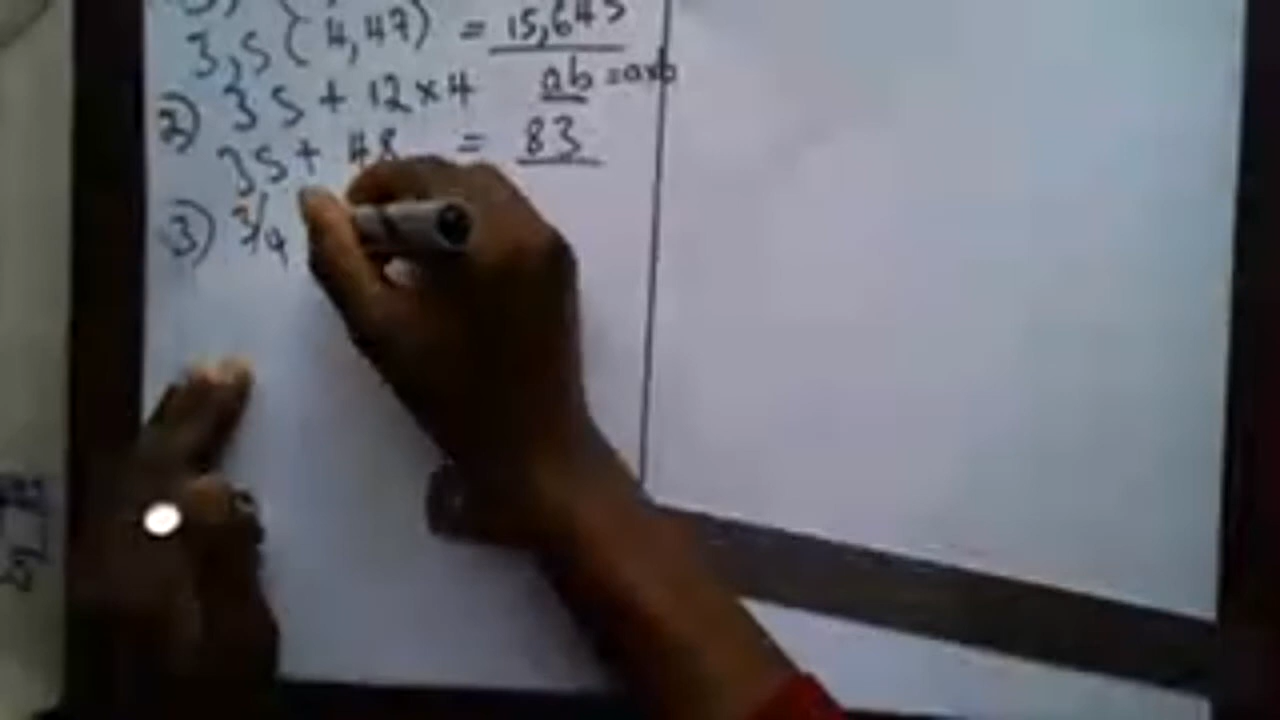 3,5(4,47) = 15,645
2) 35 + 12×4 ab = axb
35 + 48 = 83
3) 3/4